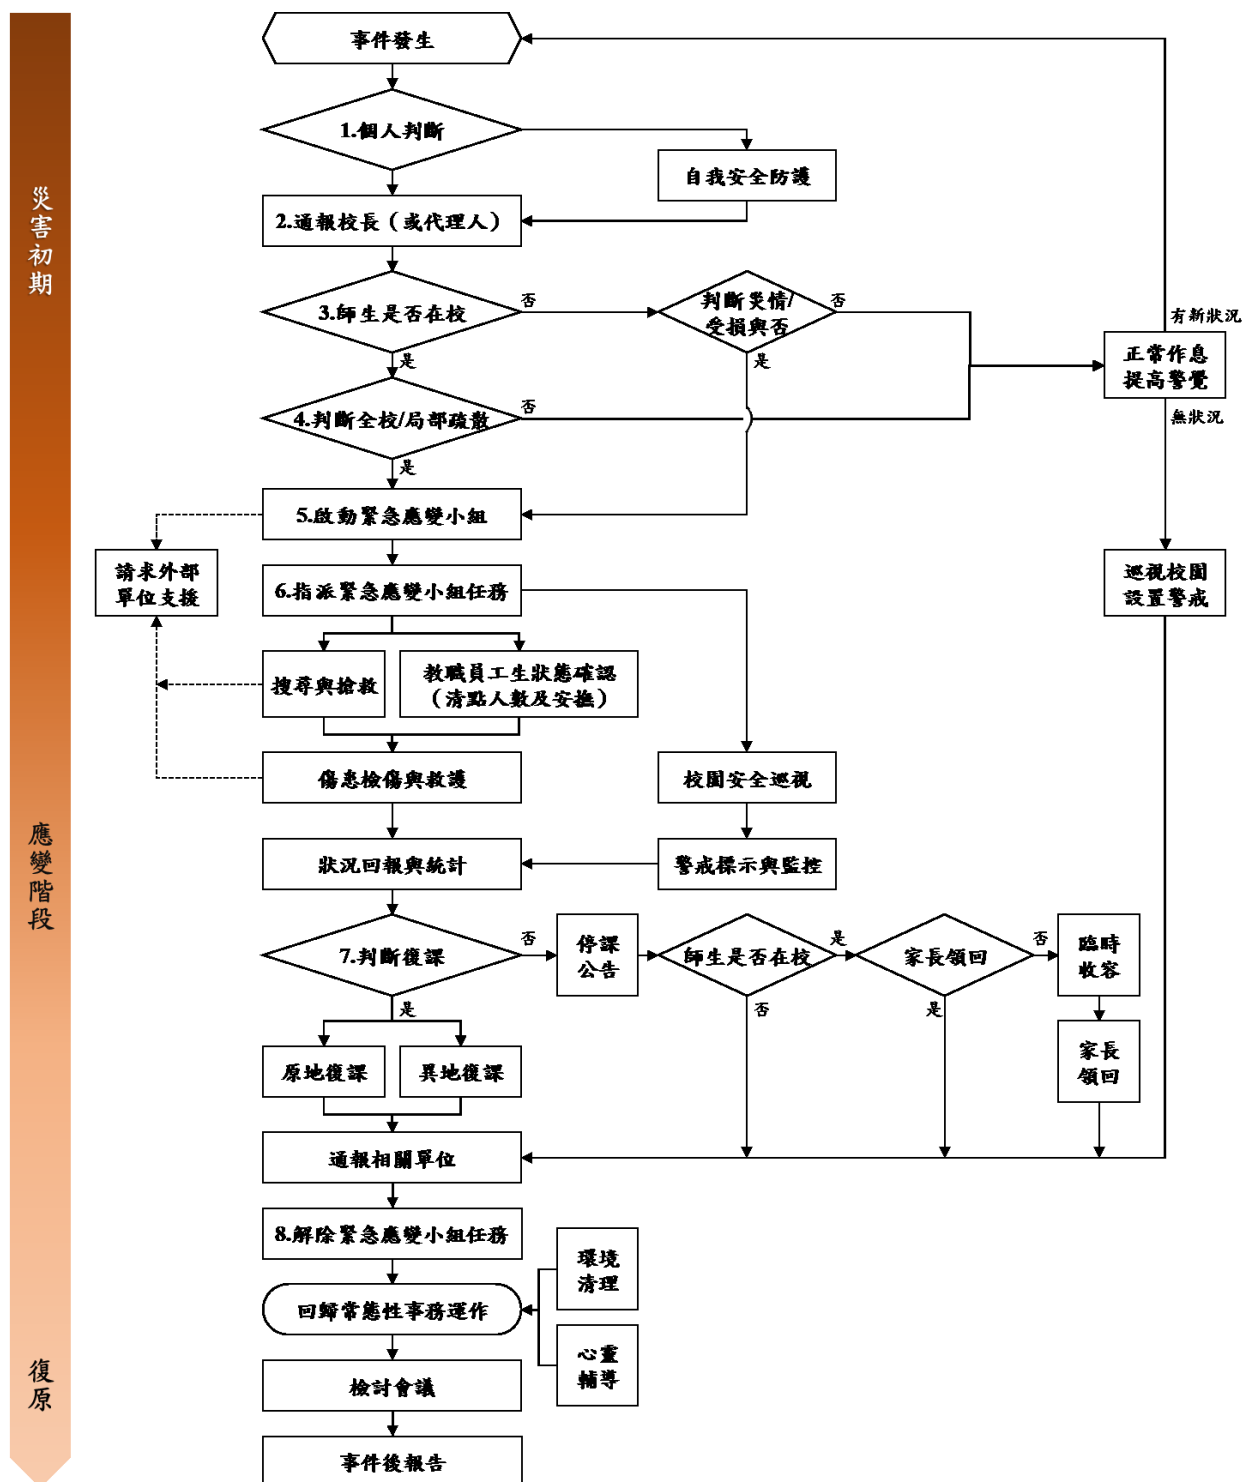 災害初期
應變階段
復原
事件發生
1.個人判斷
自我安全防護
2.通報校長（或代理人）
3.師生是否在校
否
是
判斷災情/
受損與否
否
是
有新狀況
正常作息
提高警覺
無狀況
4.判斷全校/局部疏散
否
是
5.啟動緊急應變小組
請求外部
單位支援
6.指派緊急應變小組任務
巡視校園
設置警戒
搜尋與搶救
教職員工生狀態確認
（清點人數及安撫）
傷患檢傷與救護
校園安全巡視
狀況回報與統計
警戒標示與監控
7.判斷復課
否
是
停課
公告
師生是否在校
是
否
家長領回
否
是
臨時
收容
家長
領回
原地復課
異地復課
通報相關單位
8.解除緊急應變小組任務
環境
清理
回歸常態性事務運作
心靈
輔導
檢討會議
事件後報告